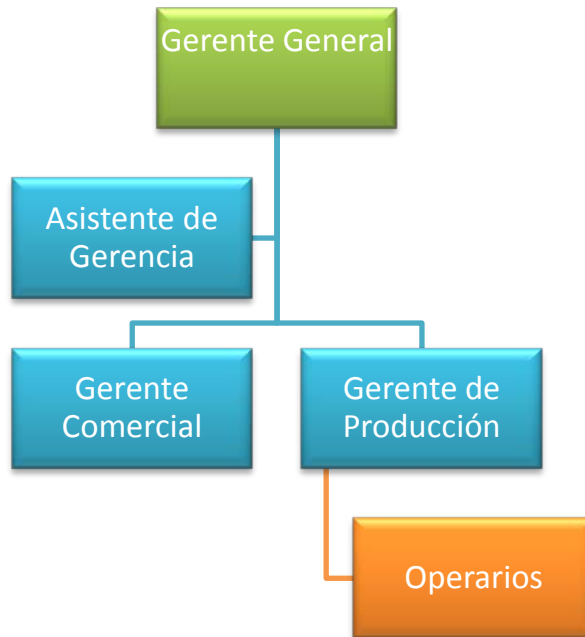 Gerente General
Asistente de
Gerencia
Gerente
Comercial
Gerente de
Producción
Operarios